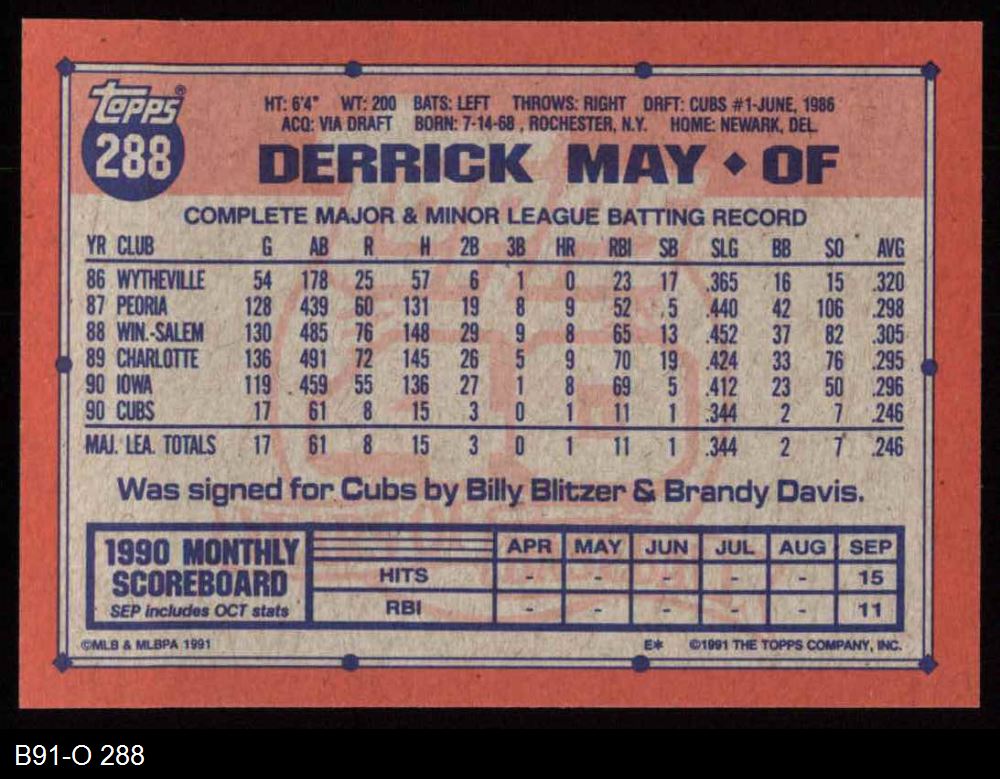 topps®
288
HT: 6'4" WT: 200 BATS: LEFT THROWS: RIGHT DRFT: CUBS #1-JUNE, 1986
ACQ: VIA DRAFT BORN: 7-14-68 , ROCHESTER, N.Y. HOME: NEWARK, DEL.
DERRICK MAY ◆ OF
COMPLETE MAJOR & MINOR LEAGUE BATTING RECORD
YR CLUB G AB R H 2B 3B HR RBI SB SLG BB SO AVG
86 WYTHEVILLE 54 178 25 57 6 1 0 23 17 .365 16 15 .320
87 PEORIA 128 439 60 131 19 8 9 52 5 .440 42 106 .298
88 WIN.-SALEM 130 485 76 148 29 9 8 65 13 .452 37 82 .305
89 CHARLOTTE 136 491 72 145 26 5 9 70 19 .424 33 76 .295
90 IOWA 119 459 55 136 27 1 8 69 5 .412 23 50 .296
90 CUBS 17 61 8 15 3 0 1 11 1 .344 2 7 .246
MAJ. LEA. TOTALS 17 61 8 15 3 0 1 11 1 .344 2 7 .246
Was signed for Cubs by Billy Blitzer & Brandy Davis.
1990 MONTHLY SCOREBOARD
SEP includes OCT stats
APR MAY JUN JUL AUG SEP
HITS - - - - - 15
RBI - - - - - 11
©MLB & MLBPA 1991 E* ©1991 THE TOPPS COMPANY, INC.
B91-O 288